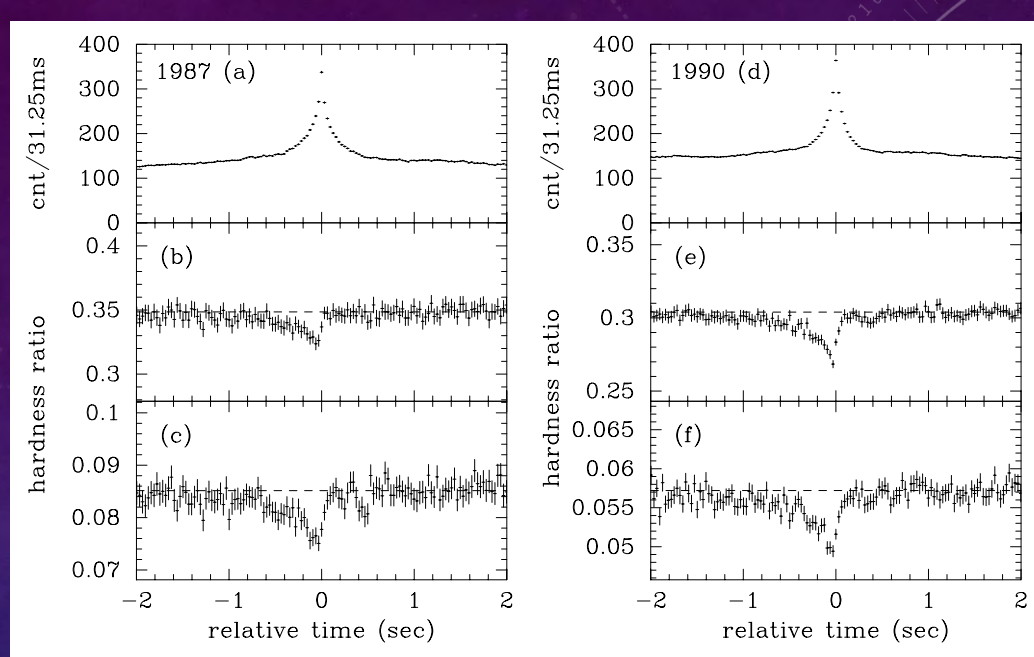 400
300
200
100
0
cnt/31.25ms
1987 (a)
0.4
0.35
0.3
(b)
hardness ratio
0.1
0.09
0.08
0.07
(c)
−2 −1 0 1 2
relative time (sec)
400
300
200
100
0
cnt/31.25ms
1990 (d)
0.35
0.3
0.25
(e)
hardness ratio
0.065
0.06
0.055
0.05
(f)
−2 −1 0 1 2
relative time (sec)